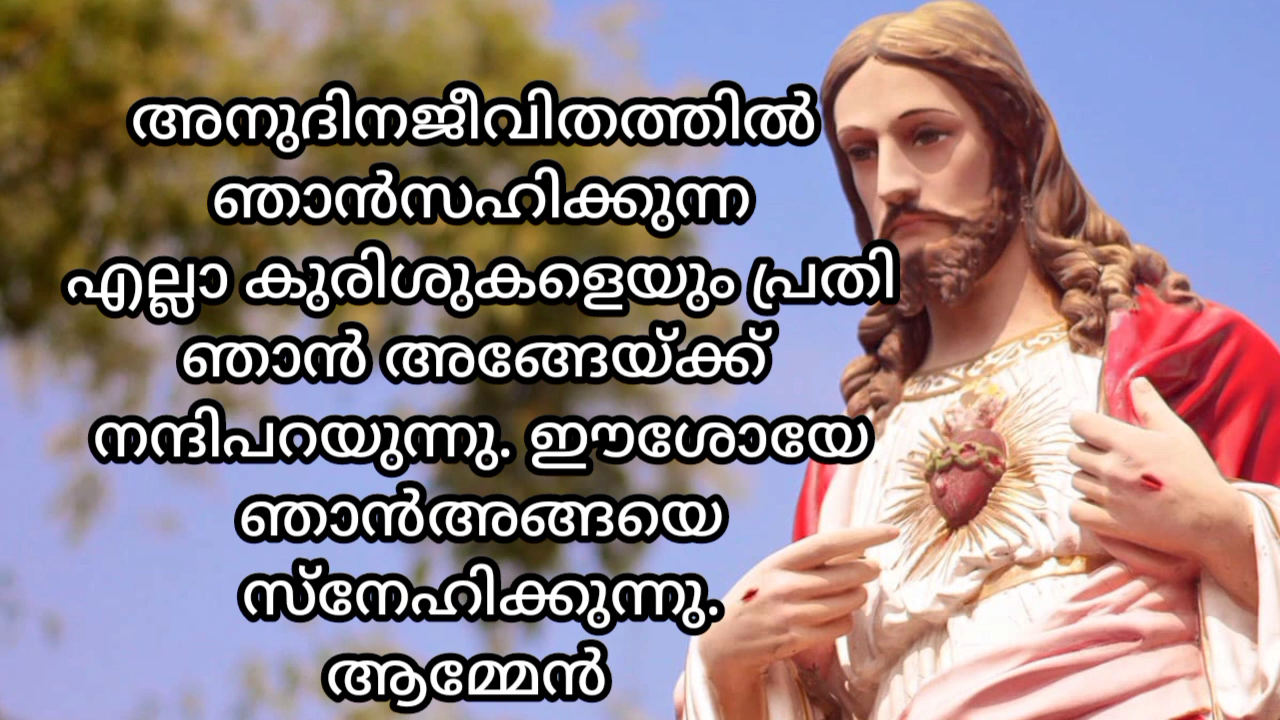 അനുദിനജീവിതത്തിൽ
ഞാൻസഹിക്കുന്ന
എല്ലാ കുരിശുകളെയും പ്രതി
ഞാൻ അങ്ങേയ്ക്ക്
നന്ദിപറയുന്നു. ഈശോയേ
ഞാൻഅങ്ങയെ
സ്നേഹിക്കുന്നു.
ആമ്മേൻ